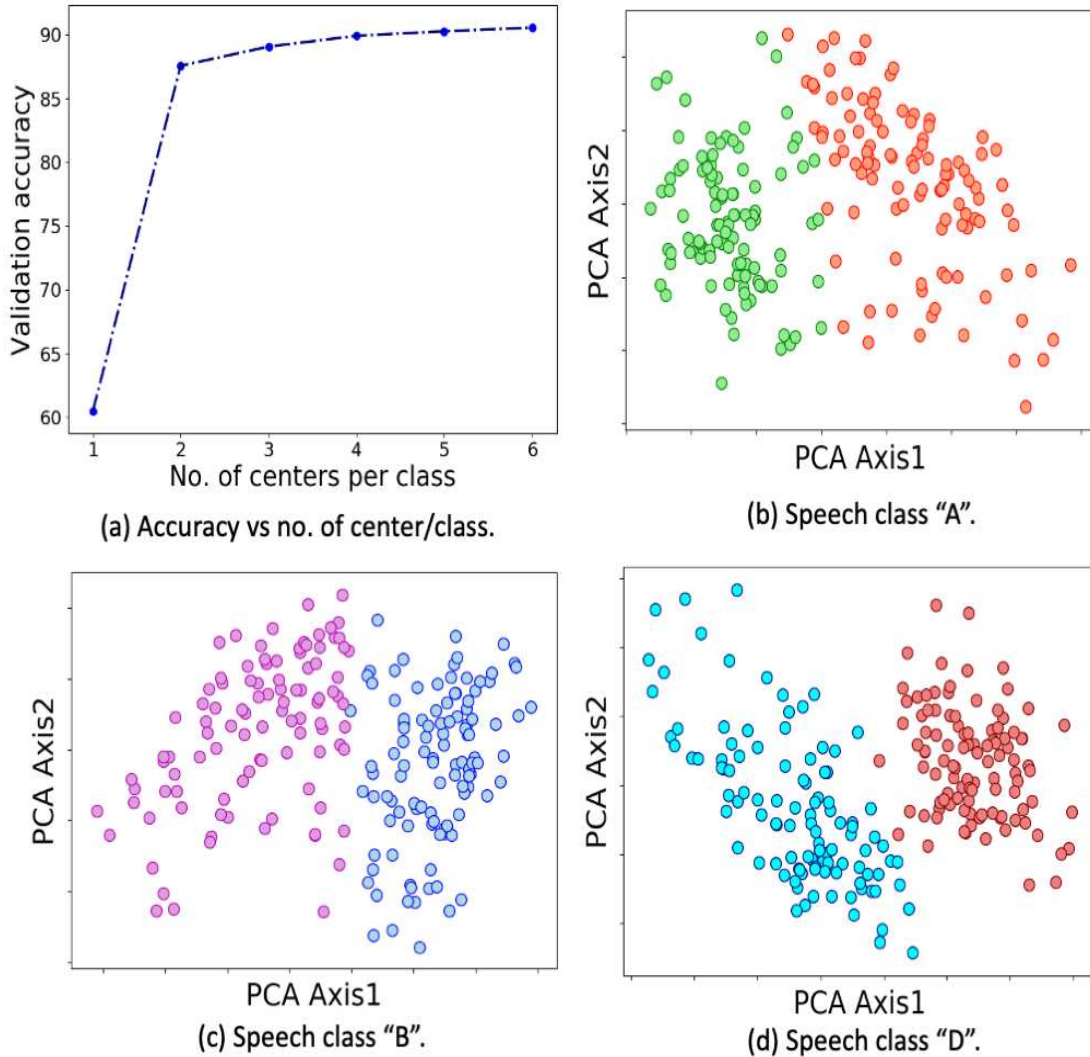 90
85
80
75
70
65
60
Validation accuracy
1 2 3 4 5 6
No. of centers per class
(a) Accuracy vs no. of center/class.
PCA Axis2
PCA Axis1
(b) Speech class “A”.
PCA Axis2
PCA Axis1
(c) Speech class “B”.
PCA Axis2
PCA Axis1
(d) Speech class “D”.